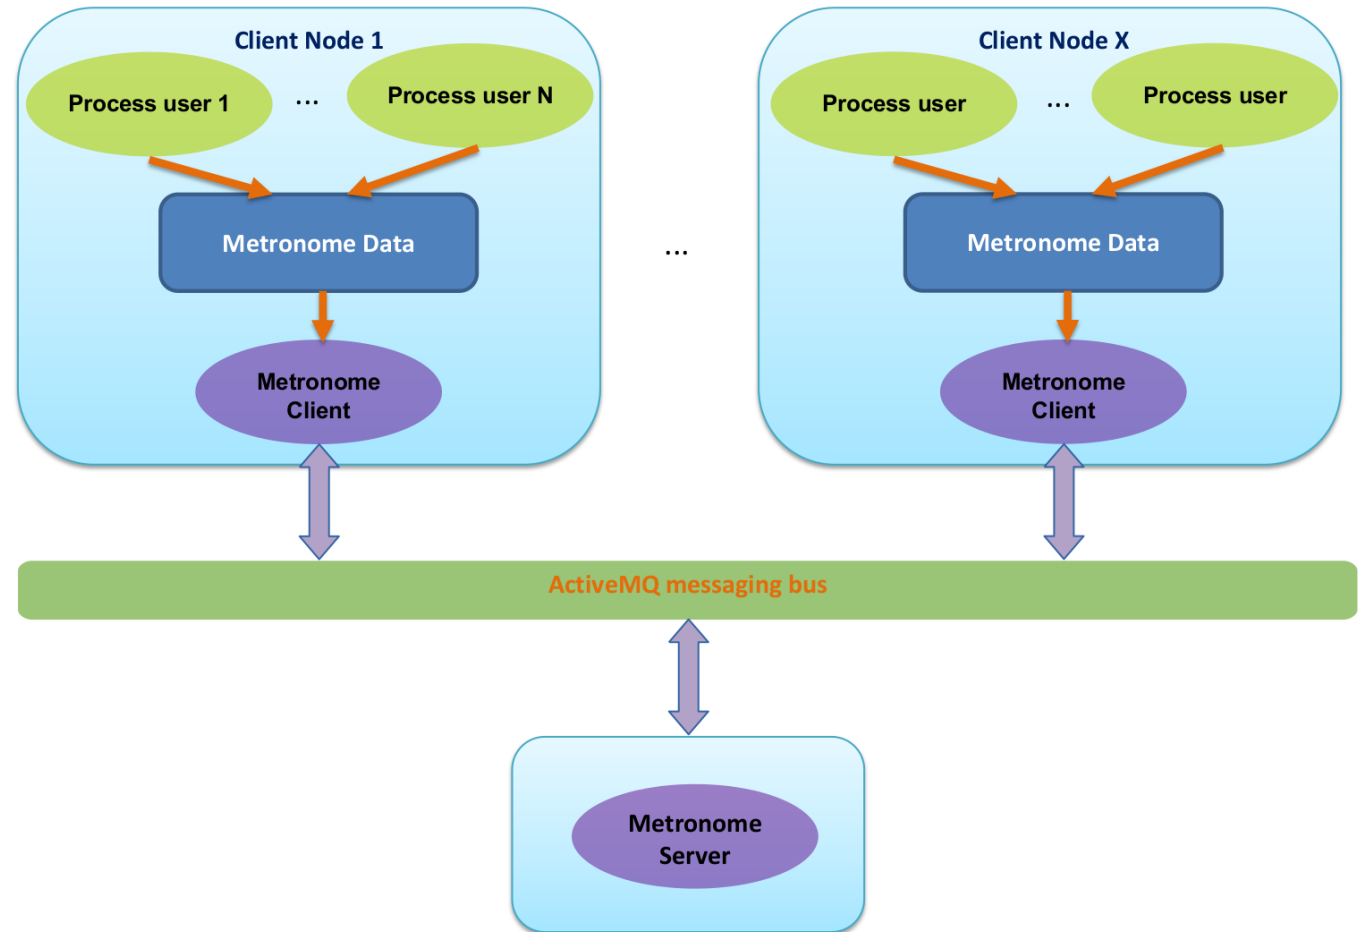 Client Node 1
Process user 1
...
Process user N
Metronome Data
Metronome
Client
...
Client Node X
Process user
...
Process user
Metronome Data
Metronome
Client
ActiveMQ messaging bus
Metronome
Server